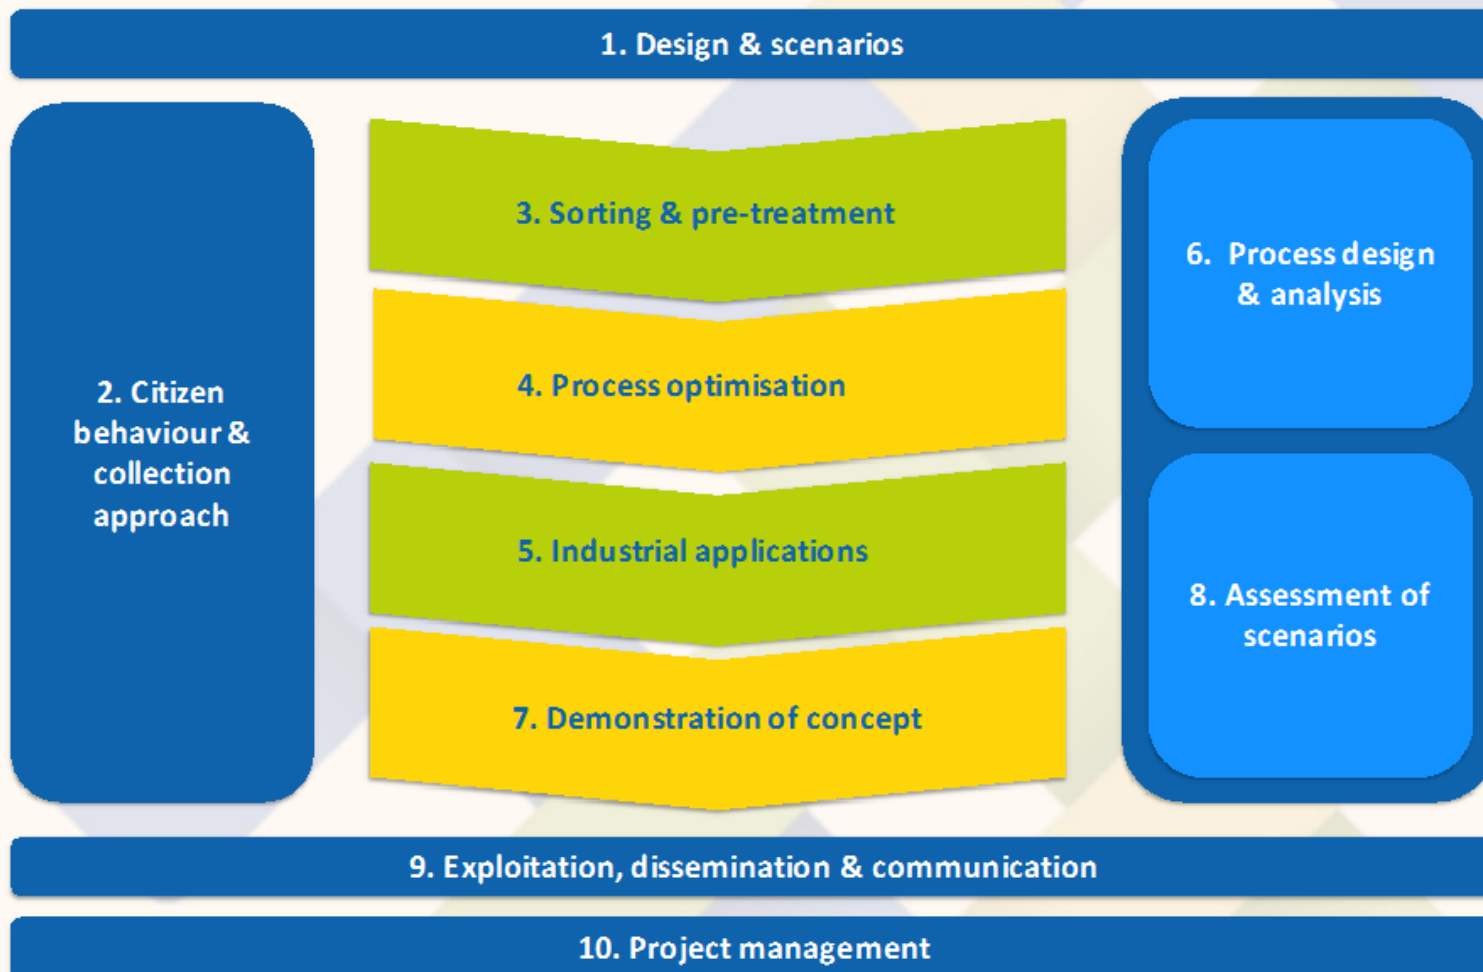 1. Design & scenarios
2. Citizen
behaviour &
collection
approach
3. Sorting & pre-treatment
4. Process optimisation
5. Industrial applications
6. Process design
& analysis
7. Demonstration of concept
8. Assessment of
scenarios
9. Exploitation, dissemination & communication
10. Project management